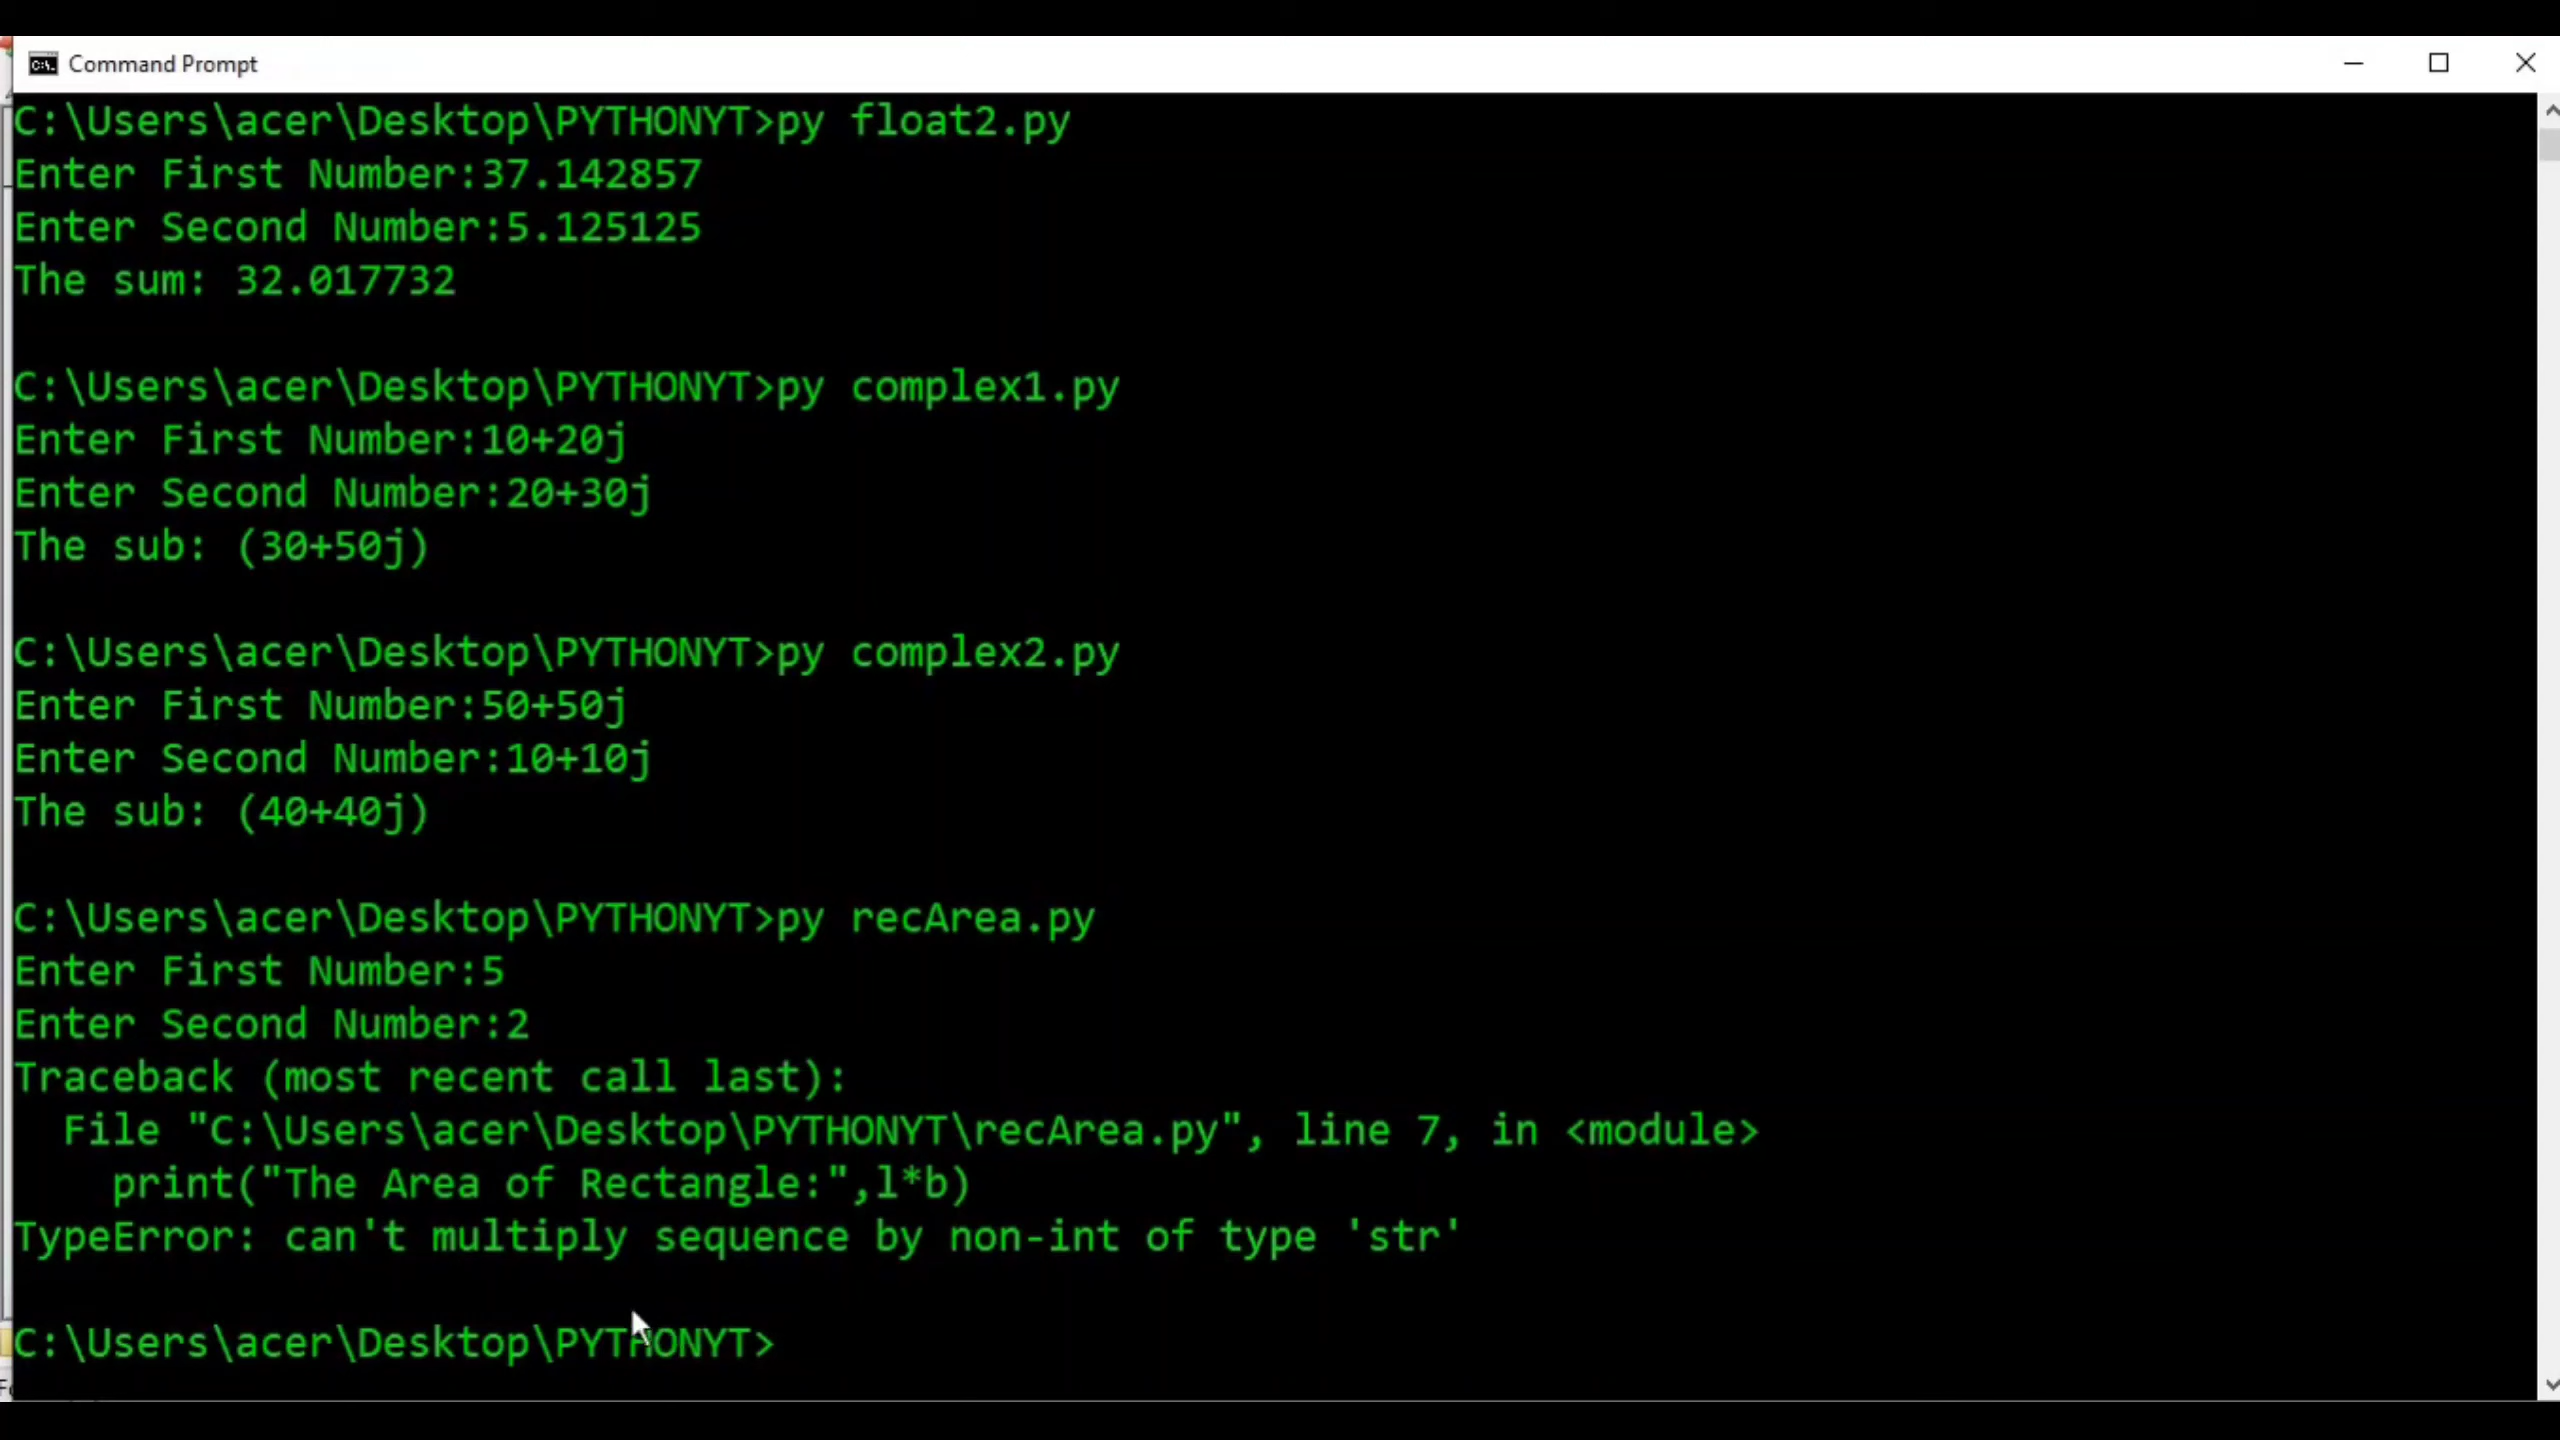 Command Prompt
C:\Users\acer\Desktop\PYTHONYT>py float2.py
Enter First Number:37.142857
Enter Second Number:5.125125
The sum: 32.017732
C:\Users\acer\Desktop\PYTHONYT>py complex1.py
Enter First Number:10+20j
Enter Second Number:20+30j
The sub: (30+50j)
C:\Users\acer\Desktop\PYTHONYT>py complex2.py
Enter First Number:50+50j
Enter Second Number:10+10j
The sub: (40+40j)
C:\Users\acer\Desktop\PYTHONYT>py recArea.py
Enter First Number:5
Enter Second Number:2
Traceback (most recent call last):
  File "C:\Users\acer\Desktop\PYTHONYT\recArea.py", line 7, in <module>
    print("The Area of Rectangle:",l*b)
TypeError: can't multiply sequence by non-int of type 'str'
C:\Users\acer\Desktop\PYTHONYT>